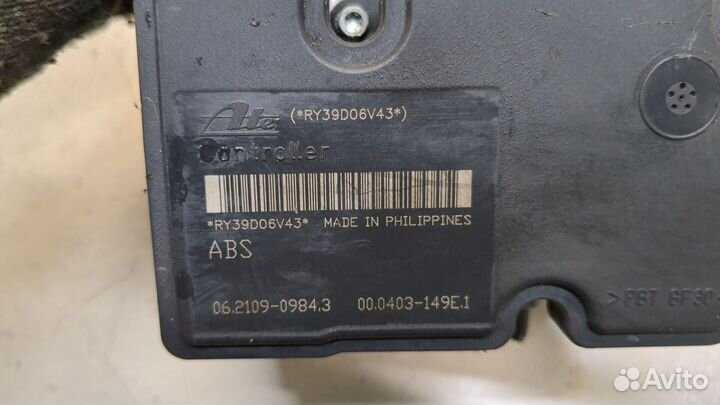 Ate (*RY39D06V43*)
Controller
*RY39D06V43* MADE IN PHILIPPINES
ABS
06.2109-0984.3 00.0403-149E.1
>PBT GF30
Avito